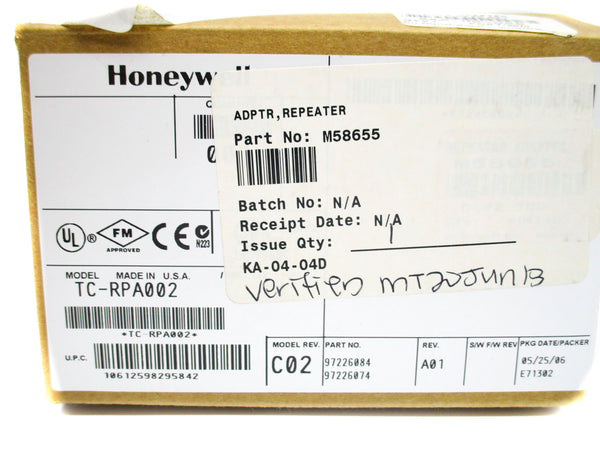 Honeywell
ADPTR,REPEATER
Part No: M58655
Batch No: N/A
Receipt Date: N/A
Issue Qty: 1
KA-04-04D
verified MT20JUN13
UL ®
FM
APPROVED
CE
N223
MODEL MADE IN U.S.A.
TC-RPA002
*TC-RPA002*
U.P.C.
10612598295842
MODEL REV.
C02
PART NO.
97226084
97226074
REV.
A01
S/W F/W REV
PKG DATE/PACKER
05/25/06
E71302